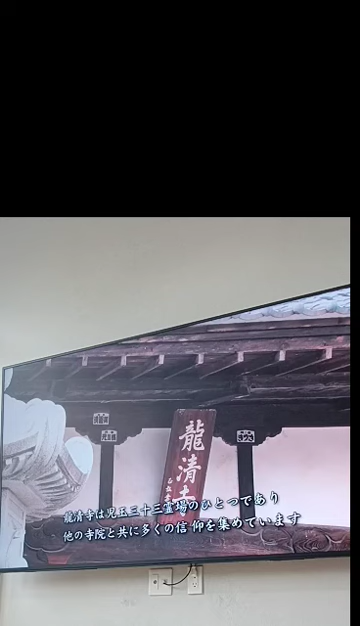 龍清寺
龍清寺は児玉三十三霊場のひとつであり
他の寺院と共に多くの信仰を集めています